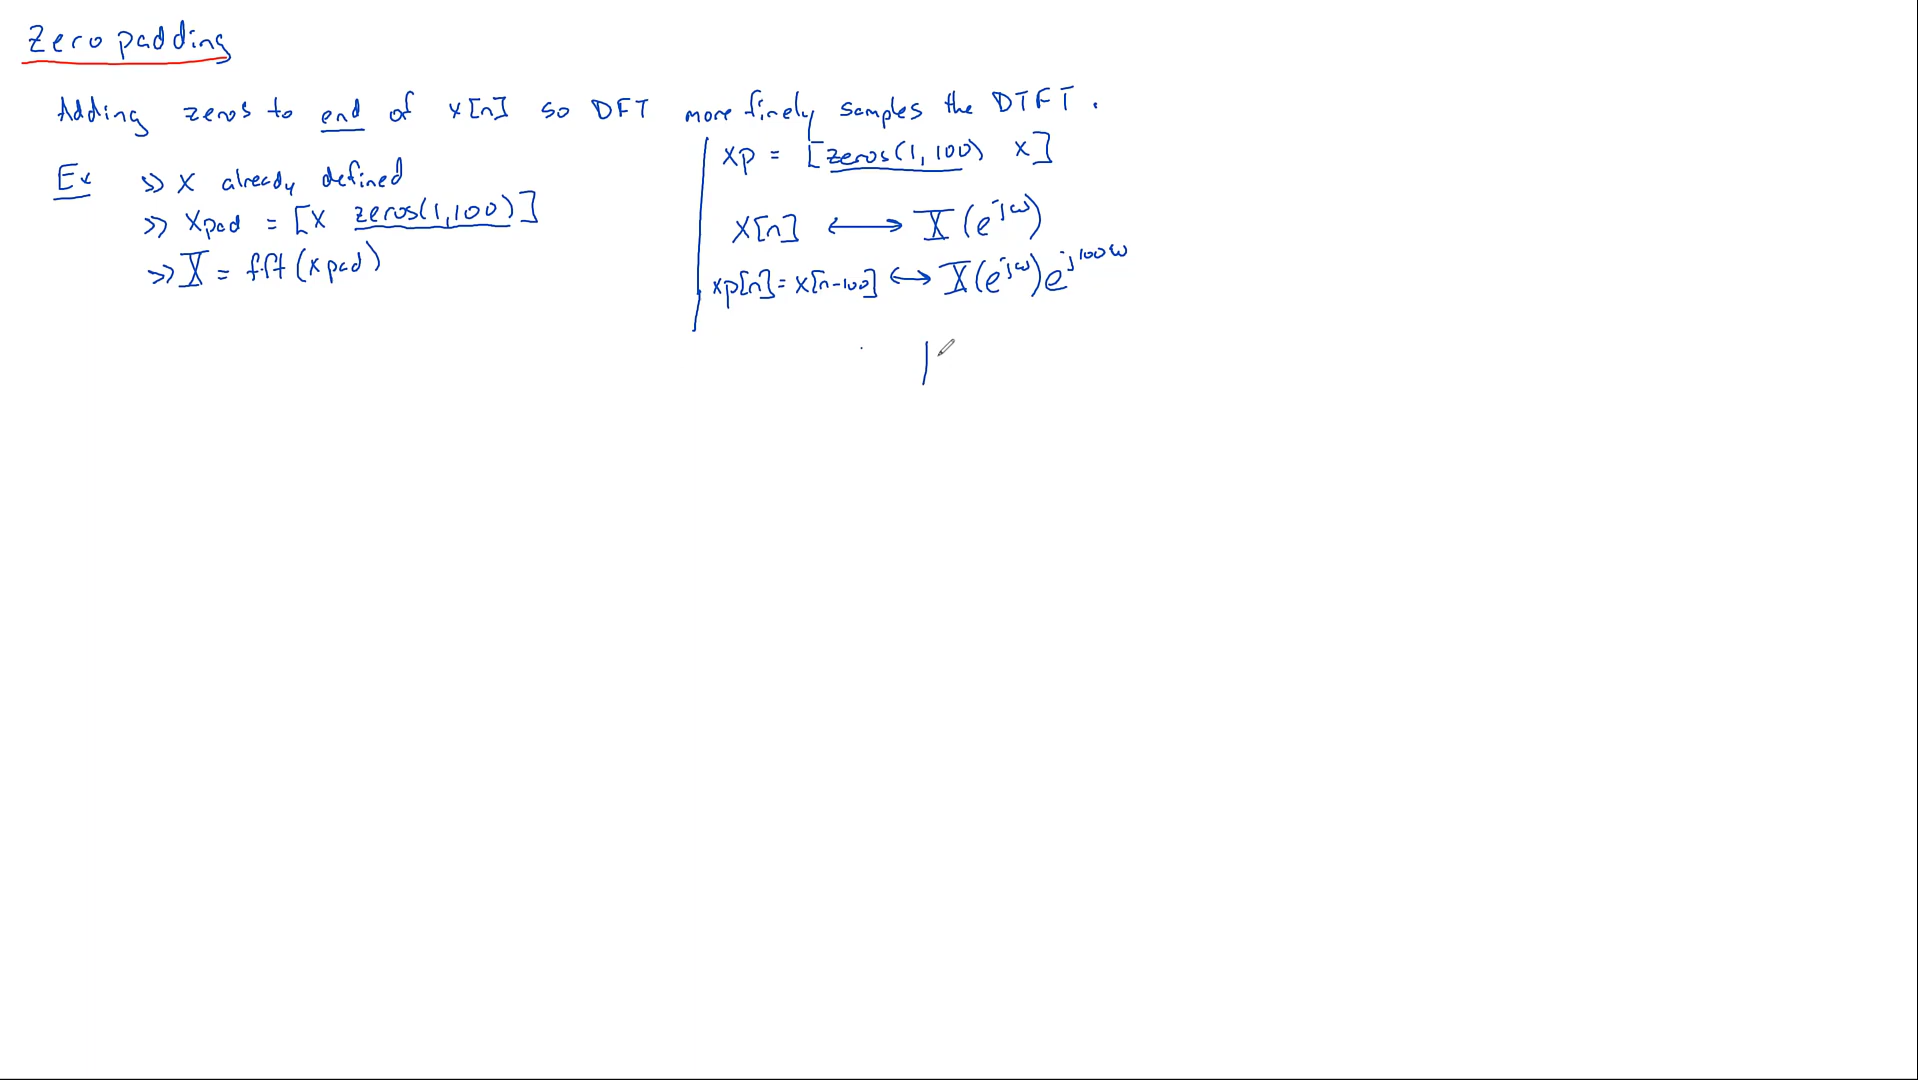 Zero padding
Adding zeros to end of x[n] so DFT more finely samples the DTFT.
Ex >> x already defined
>> xpad = [x zeros(1,100)]
>> X = fft(xpad)
xp = [zeros(1,100) x]
x[n] ⟷ X(e^jω)
xp[n] = x[n-100] ⟷ X(e^jω)e^j100ω
|